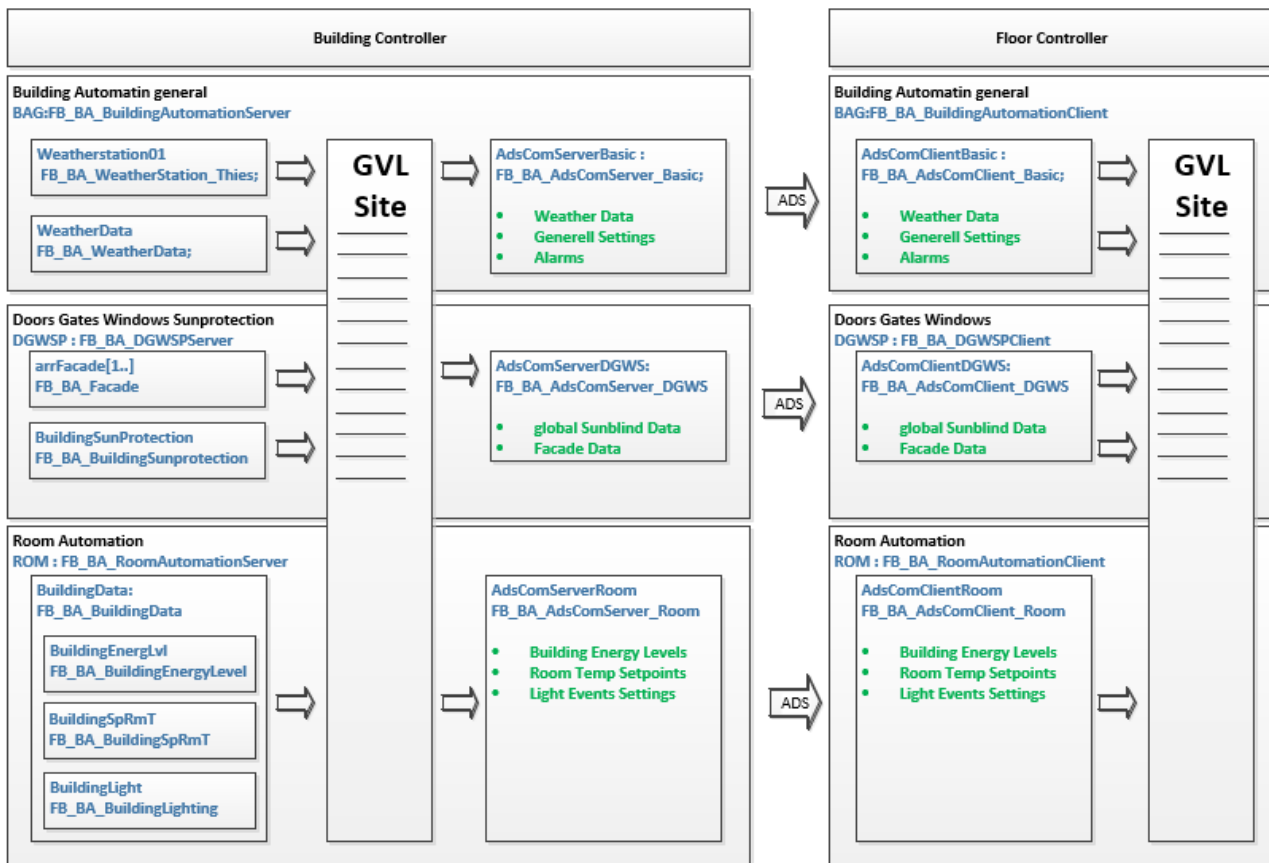 Building Controller
Floor Controller
Building Automatin general
BAG:FB_BA_BuildingAutomationServer
Weatherstation01
FB_BA_WeatherStation_Thies;
WeatherData
FB_BA_WeatherData;
GVL
Site
AdsComServerBasic :
FB_BA_AdsComServer_Basic;
• Weather Data
• Generell Settings
• Alarms
ADS
Building Automatin general
BAG:FB_BA_BuildingAutomationClient
AdsComClientBasic :
FB_BA_AdsComClient_Basic;
• Weather Data
• Generell Settings
• Alarms
GVL
Site
Doors Gates Windows Sunprotection
DGWSP : FB_BA_DGWSPServer
arrFacade[1..]
FB_BA_Facade
BuildingSunProtection
FB_BA_BuildingSunprotection
AdsComServerDGWS:
FB_BA_AdsComServer_DGWS
• global Sunblind Data
• Facade Data
ADS
Doors Gates Windows
DGWSP : FB_BA_DGWSPClient
AdsComClientDGWS:
FB_BA_AdsComClient_DGWS
• global Sunblind Data
• Facade Data
Room Automation
ROM : FB_BA_RoomAutomationServer
BuildingData:
FB_BA_BuildingData
BuildingEnergLvl
FB_BA_BuildingEnergyLevel
BuildingSpRmT
FB_BA_BuildingSpRmT
BuildingLight
FB_BA_BuildingLighting
AdsComServerRoom
FB_BA_AdsComServer_Room
• Building Energy Levels
• Room Temp Setpoints
• Light Events Settings
ADS
Room Automation
ROM : FB_BA_RoomAutomationClient
AdsComClientRoom
FB_BA_AdsComClient_Room
• Building Energy Levels
• Room Temp Setpoints
• Light Events Settings